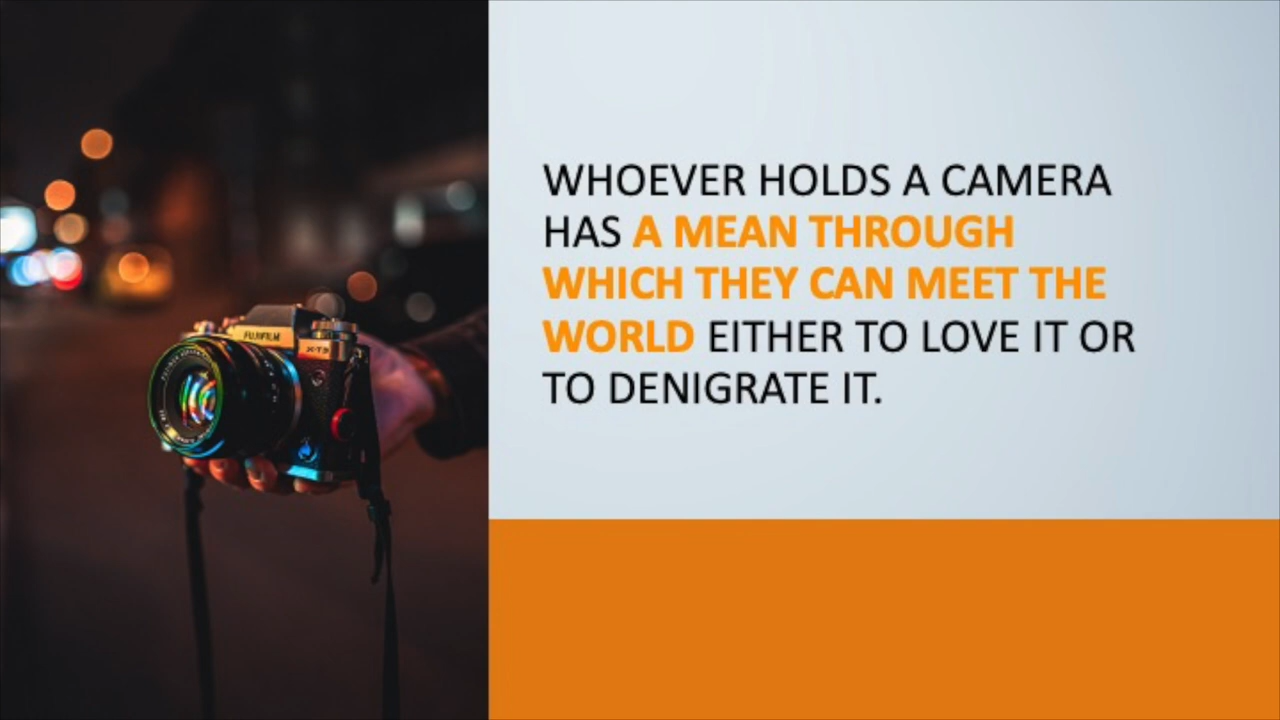 FUJIFILM
X-T3
WHOEVER HOLDS A CAMERA
HAS A MEAN THROUGH
WHICH THEY CAN MEET THE
WORLD EITHER TO LOVE IT OR
TO DENIGRATE IT.